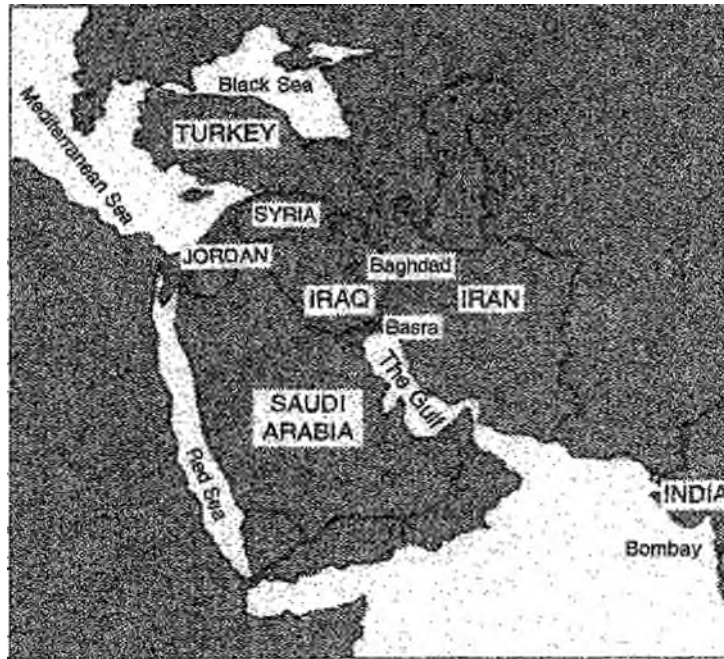 Black Sea
Mediterranean Sea
TURKEY
SYRIA
JORDAN
Baghdad
IRAQ
IRAN
Basra
The Gulf
SAUDI
ARABIA
Red Sea
INDIA
Bombay